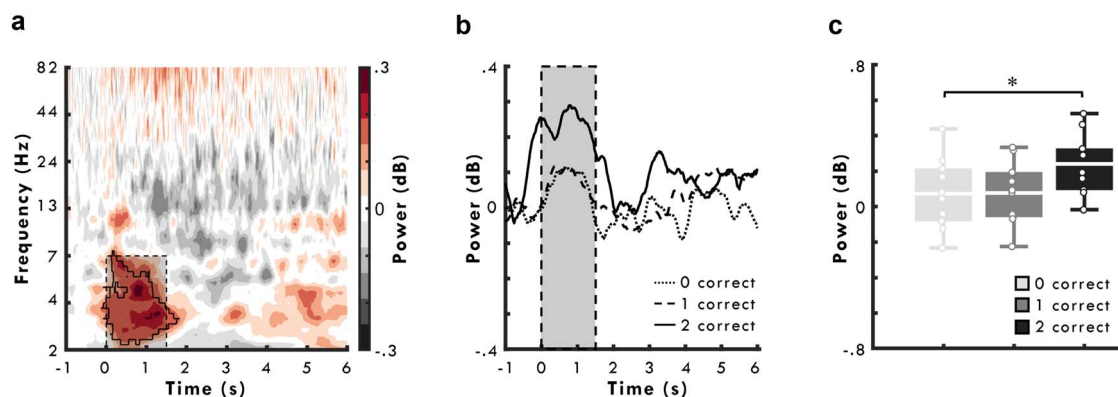 a
b
c
Frequency (Hz)
82
44
24
13
7
4
2
-1 0 1 2 3 4 5 6
Time (s)
.3
0
-.3
Power (dB)
.4
0
-.4
Power (dB)
0 correct
1 correct
2 correct
-1 0 1 2 3 4 5 6
Time (s)
.8
0
-.8
Power (dB)
*
0 correct
1 correct
2 correct